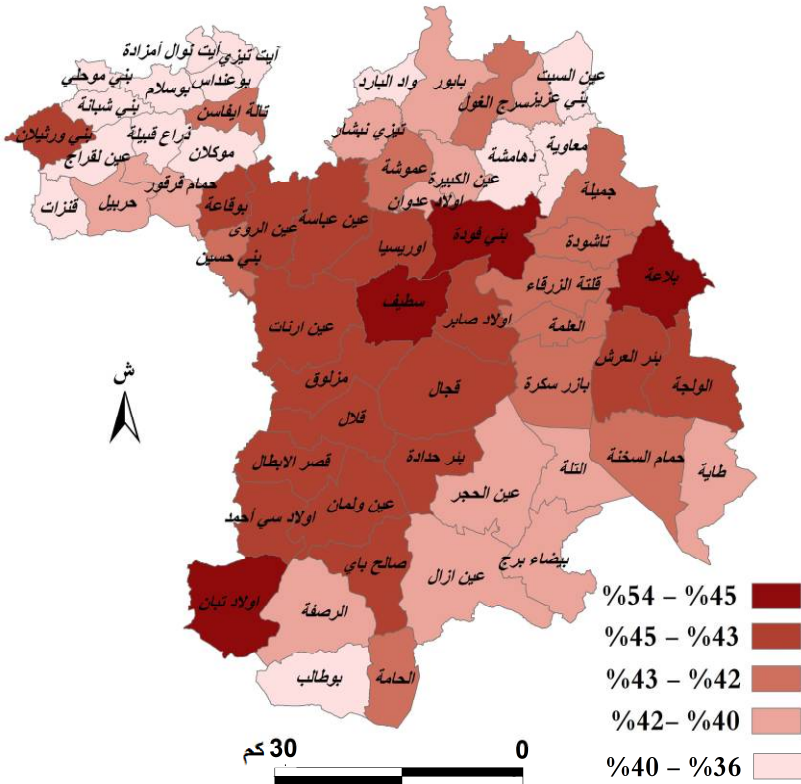 آيت تيزي
أيت نوال أمزادة
بني موحلي
بوعنداس
بوسلام
بني شبانة
تالة ايفاسن
ذراع قبيلة
بني ورثيلان
عين لقراج
موكلان
حمام قرقور
حربيل
قنزات
واد البارد
بابور
سرج الغول
عين السبت
بني عزيز
تيزي نبشار
معاوية
دهامشة
عموشة
عين الكبيرة
اولاد عدوان
جميلة
بوقاعة
عين الروى
عين عباسة
اوريسيا
بني فودة
تاشودة
بني حسين
بلاعة
قلتة الزرقاء
سطيف
اولاد صابر
العلمة
عين ارنات
بئر العرش
الولجة
مزلوق
قجال
بازر سكرة
قلال
قصر الابطال
بئر حدادة
حمام السخنة
التلة
طاية
عين الحجر
عين ولمان
اولاد سي أحمد
صالح باي
عين ازال
بيضاء برج
اولاد تبان
الرصفة
بوطالب
الحامة
ش
%54 – %45
%45 – %43
%43 – %42
%42– %40
%40 – %36
30 كم
0